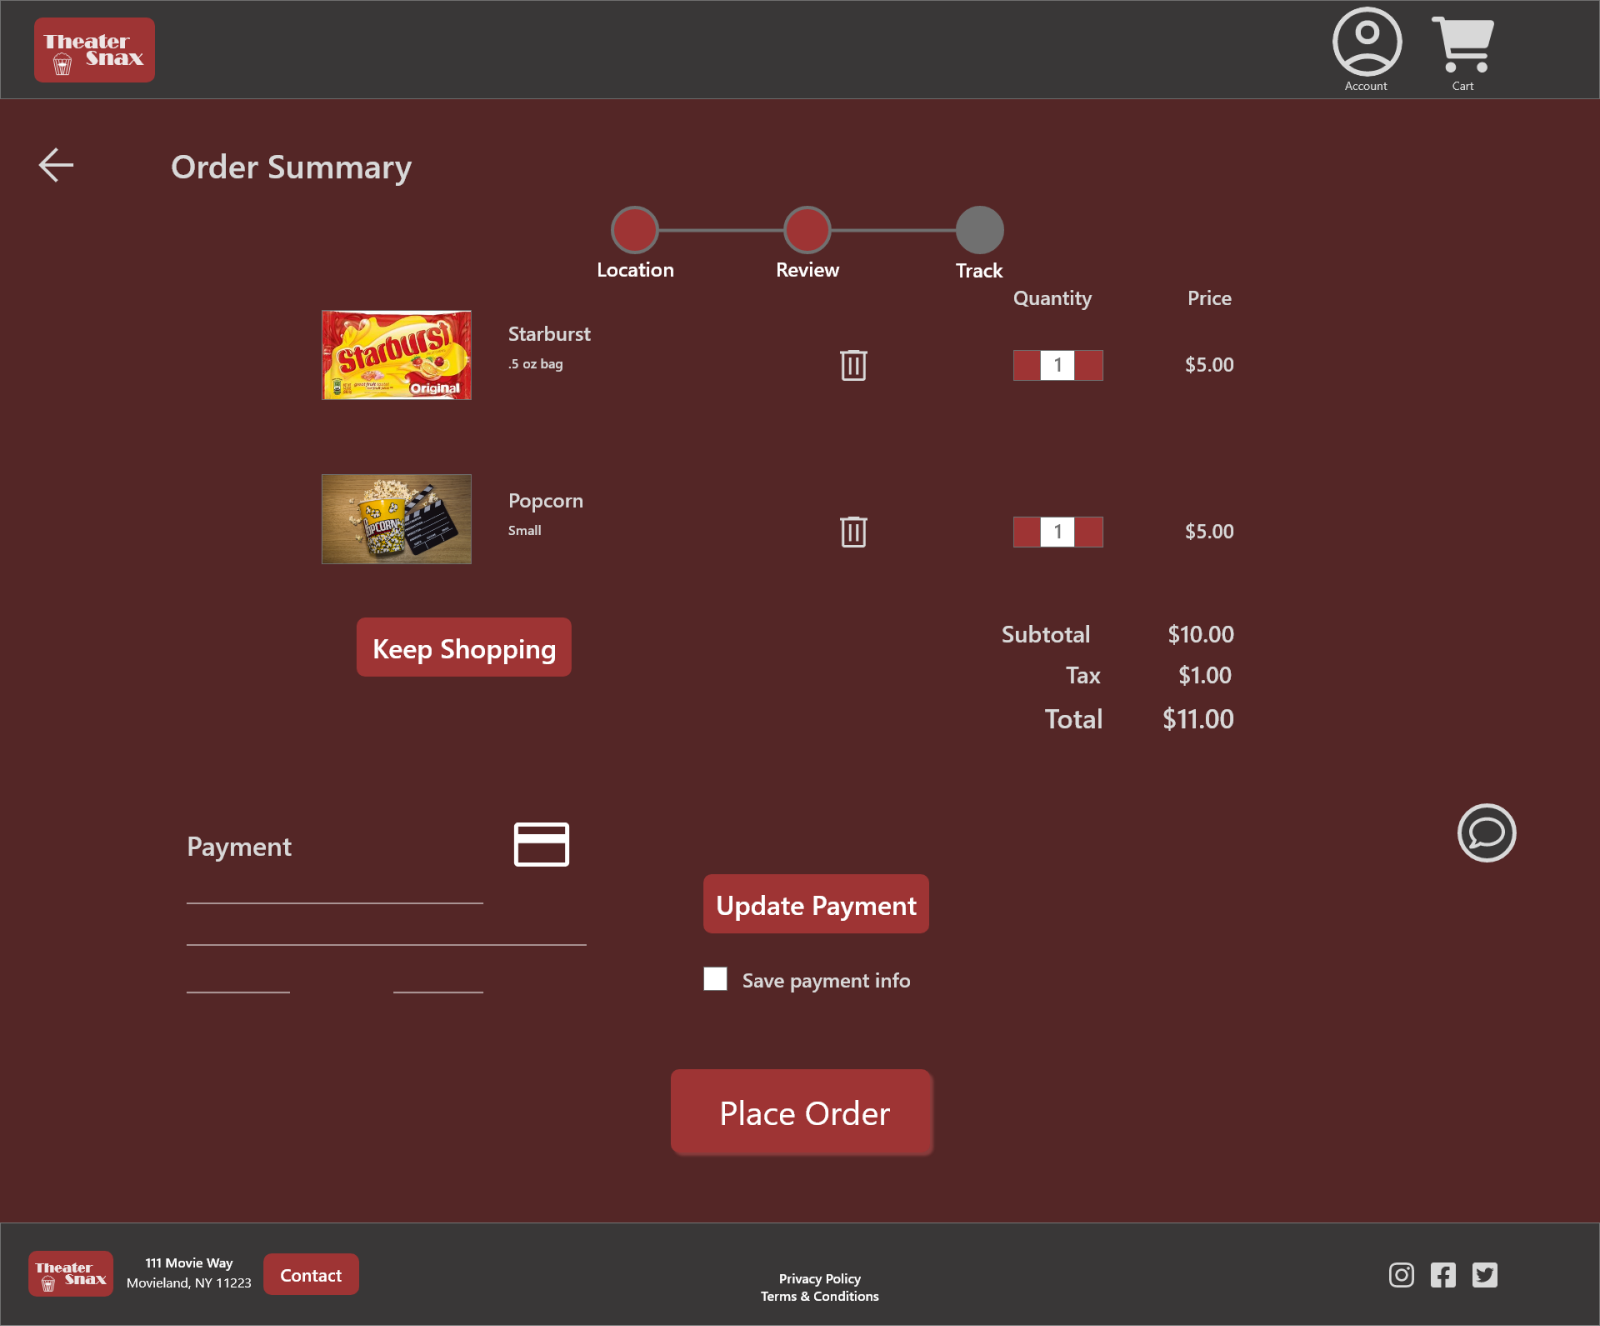 Theater
Snax
Account
Cart
Order Summary
Location
Review
Track
Quantity
Price
Starburst
Original
Starburst
.5 oz bag
1
$5.00
POPCORN
Popcorn
Small
1
$5.00
Keep Shopping
Subtotal
$10.00
Tax
$1.00
Total
$11.00
Payment
Update Payment
Save payment info
Place Order
Theater
Snax
111 Movie Way
Movieland, NY 11223
Contact
Privacy Policy
Terms & Conditions